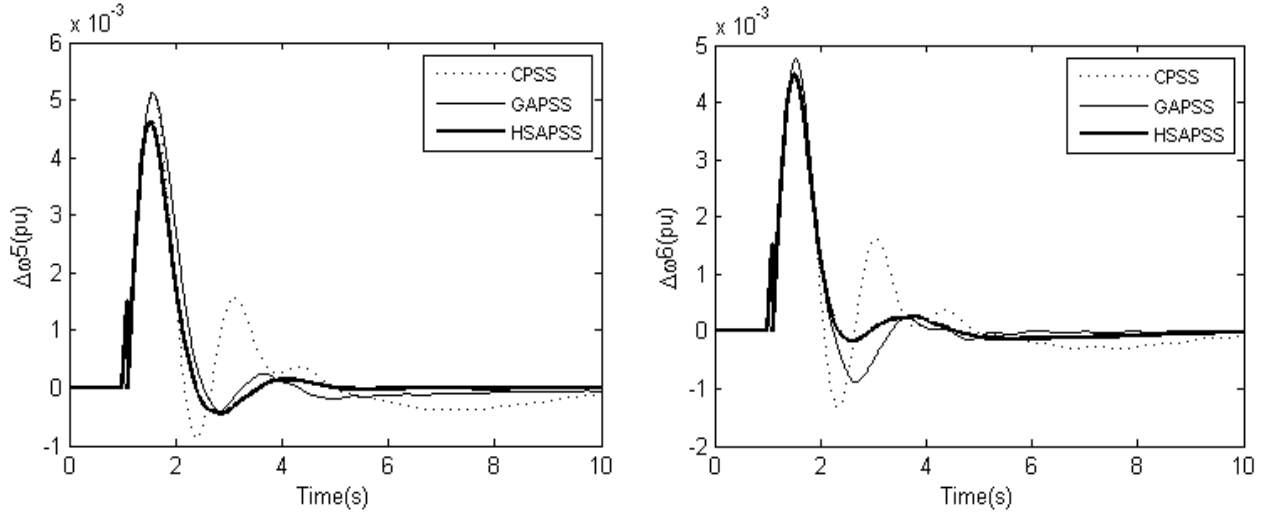 x 10^-3
6
5
4
3
2
1
0
-1
Δω5(pu)
0 2 4 6 8 10
Time(s)
CPSS
GAPSS
HSAPSS
x 10^-3
5
4
3
2
1
0
-1
-2
Δω6(pu)
0 2 4 6 8 10
Time(s)
CPSS
GAPSS
HSAPSS